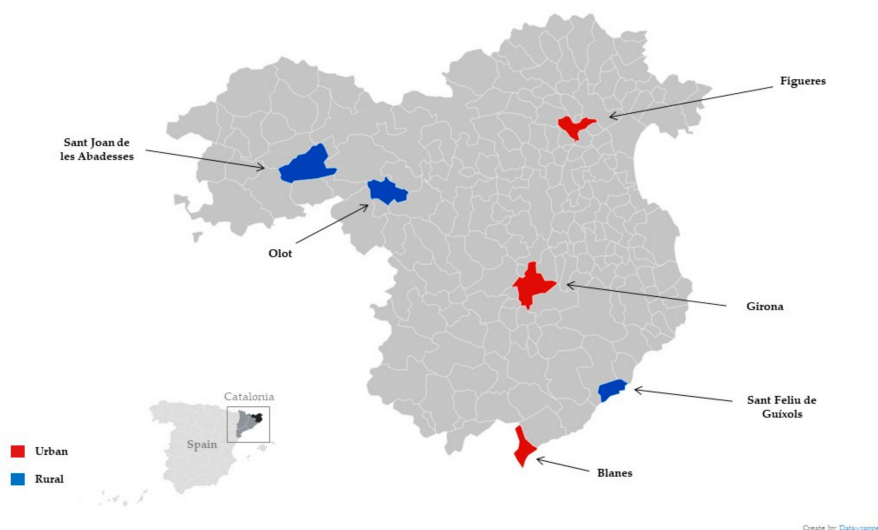 Figueres
Sant Joan de
les Abadesses
Olot
Girona
Catalonia
Sant Feliu de
Guíxols
Spain
Urban
Blanes
Rural
Create by: Datawrapper